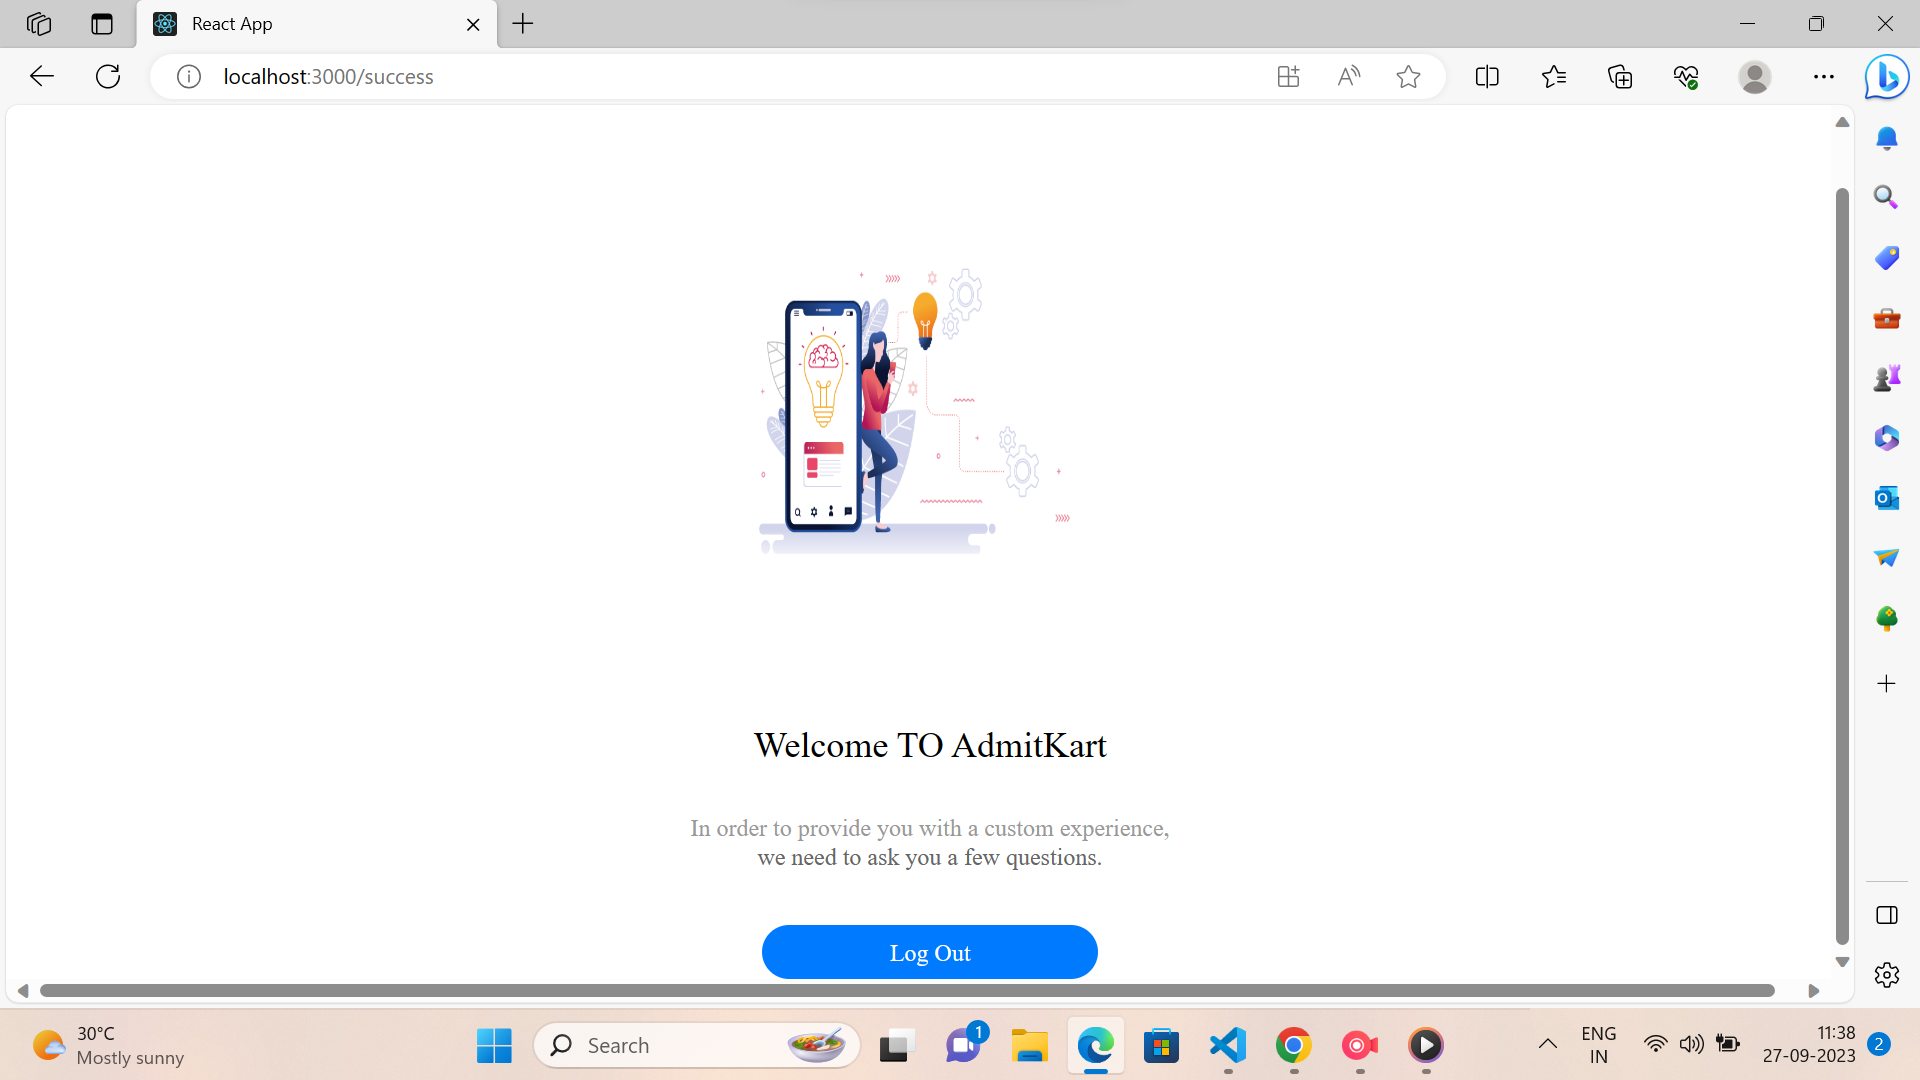 React App
localhost:3000/success
Welcome TO AdmitKart
In order to provide you with a custom experience,
we need to ask you a few questions.
Log Out
30°C
Mostly sunny
Search
1
ENG
IN
11:38
27-09-2023
2